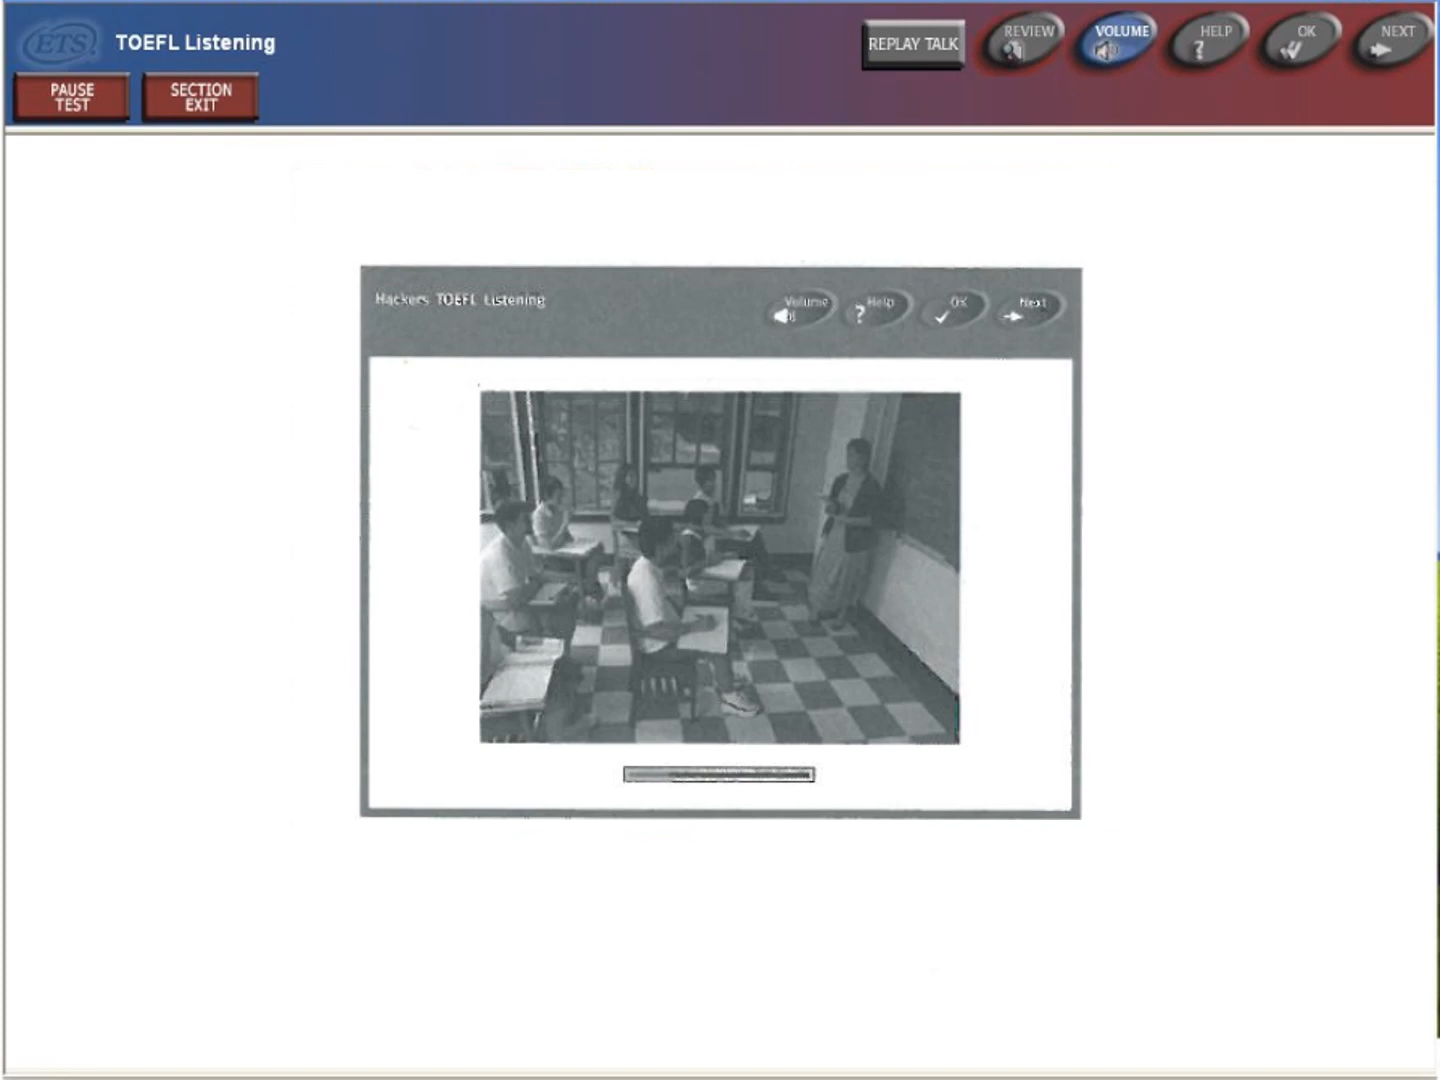 ETS
TOEFL Listening
REPLAY TALK
REVIEW
VOLUME
HELP
OK
NEXT
PAUSE
TEST
SECTION
EXIT
Hackers TOEFL Listening
Volume
Help
OK
Next